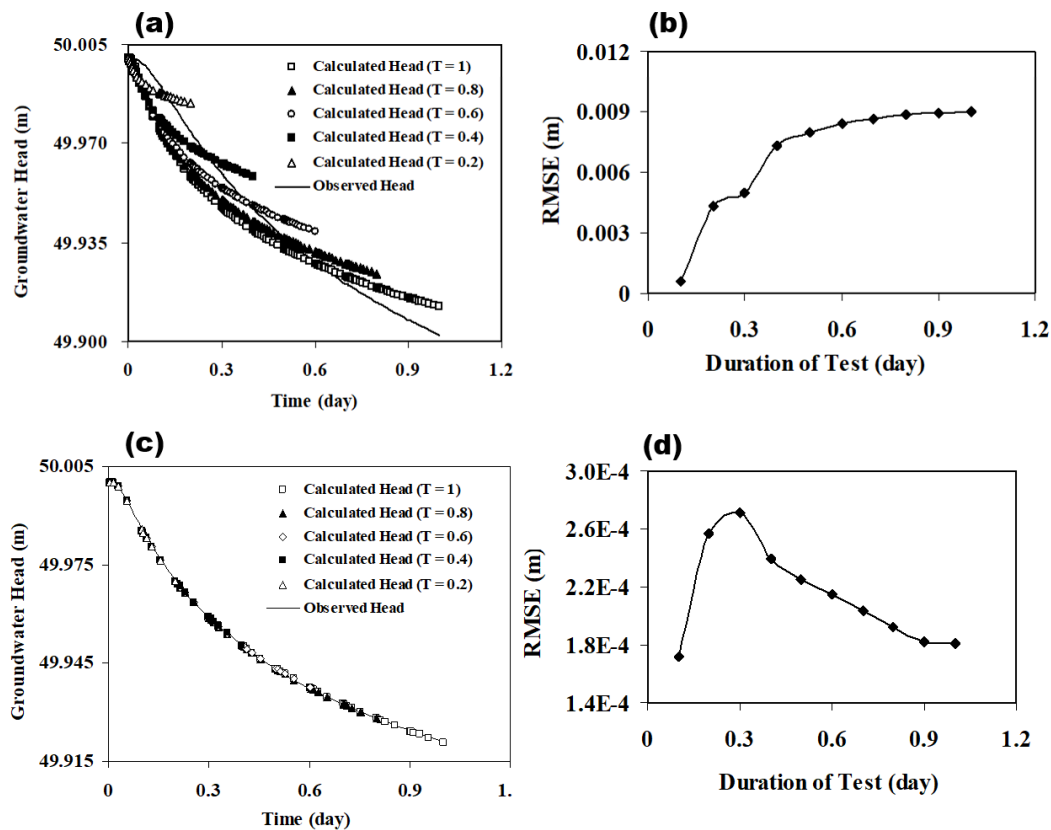 (a)
50.005
49.970
49.935
49.900
Groundwater Head (m)
Calculated Head (T = 1)
Calculated Head (T = 0.8)
Calculated Head (T = 0.6)
Calculated Head (T = 0.4)
Calculated Head (T = 0.2)
Observed Head
0 0.3 0.6 0.9 1.2
Time (day)
(b)
0.012
0.009
0.006
0.003
0
RMSE (m)
0 0.3 0.6 0.9 1.2
Duration of Test (day)
(c)
50.005
49.975
49.945
49.915
Groundwater Head (m)
Calculated Head (T = 1)
Calculated Head (T = 0.8)
Calculated Head (T = 0.6)
Calculated Head (T = 0.4)
Calculated Head (T = 0.2)
Observed Head
0 0.3 0.6 0.9 1.
Time (day)
(d)
3.0E-4
2.6E-4
2.2E-4
1.8E-4
1.4E-4
RMSE (m)
0 0.3 0.6 0.9 1.2
Duration of Test (day)